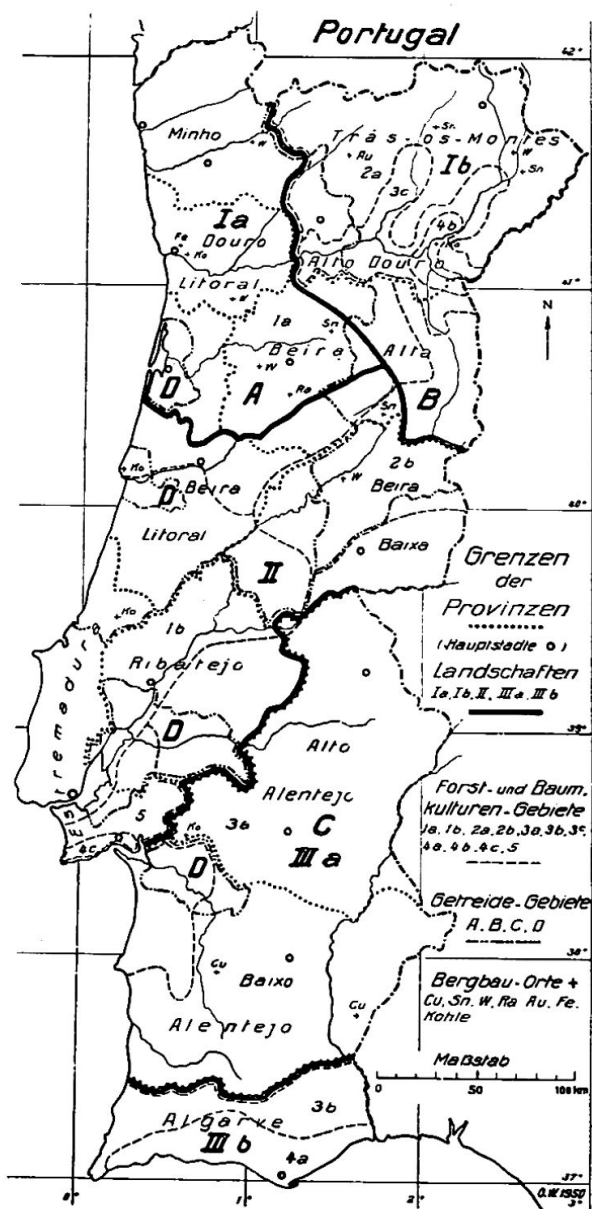 Portugal
42°
Minho
W
Trás-os-Montes
Sn
W
Au
2a
Ib
Sn
3c
Ia
Douro
4b
Fe
Ko
Ko
Alto Douro
Litoral
41°
W
N
1a
Sn
Beira
Alta
W
D
A
Ra
B
Sn
Ko
2b
Beira
W
Beira
D
40°
Litoral
Baixa
II
Grenzen
der
Provinzen
Ko
1b
(Hauptstädte o)
Ribatejo
Landschaften
Ia, Ib, II, IIIa, IIIb
Estremadura
D
39°
Alto
Forst- und Baum-
kulturen-Gebiete
Alentejo
1a, 1b, 2a, 2b, 3a, 3b, 3c,
5
Ko
3b
C
4a, 4b, 4c, 5
4c
IIIa
D
Getreide-Gebiete
A, B, C, D
38°
Cu
Baixo
Bergbau-Orte +
Cu, Sn, W, Ra Au, Fe,
Kohle
Cu
Alentejo
Maßstab
0 50 100 km
3b
Algarve
IIIb
4a
37°
0° 1° 2° 3°
O.W.1950